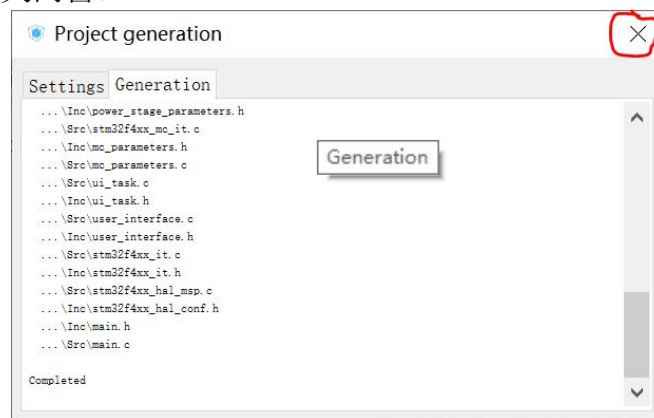 Project generation
Settings Generation
...\Inc\power_stage_parameters.h
...\Src\stm32f4xx_mc_it.c
...\Inc\mc_parameters.h
...\Src\mc_parameters.c
Generation
...\Src\ui_task.c
...\Inc\ui_task.h
...\Src\user_interface.c
...\Inc\user_interface.h
...\Src\stm32f4xx_it.c
...\Inc\stm32f4xx_it.h
...\Src\stm32f4xx_hal_msp.c
...\Inc\stm32f4xx_hal_conf.h
...\Inc\main.h
...\Src\main.c
Completed